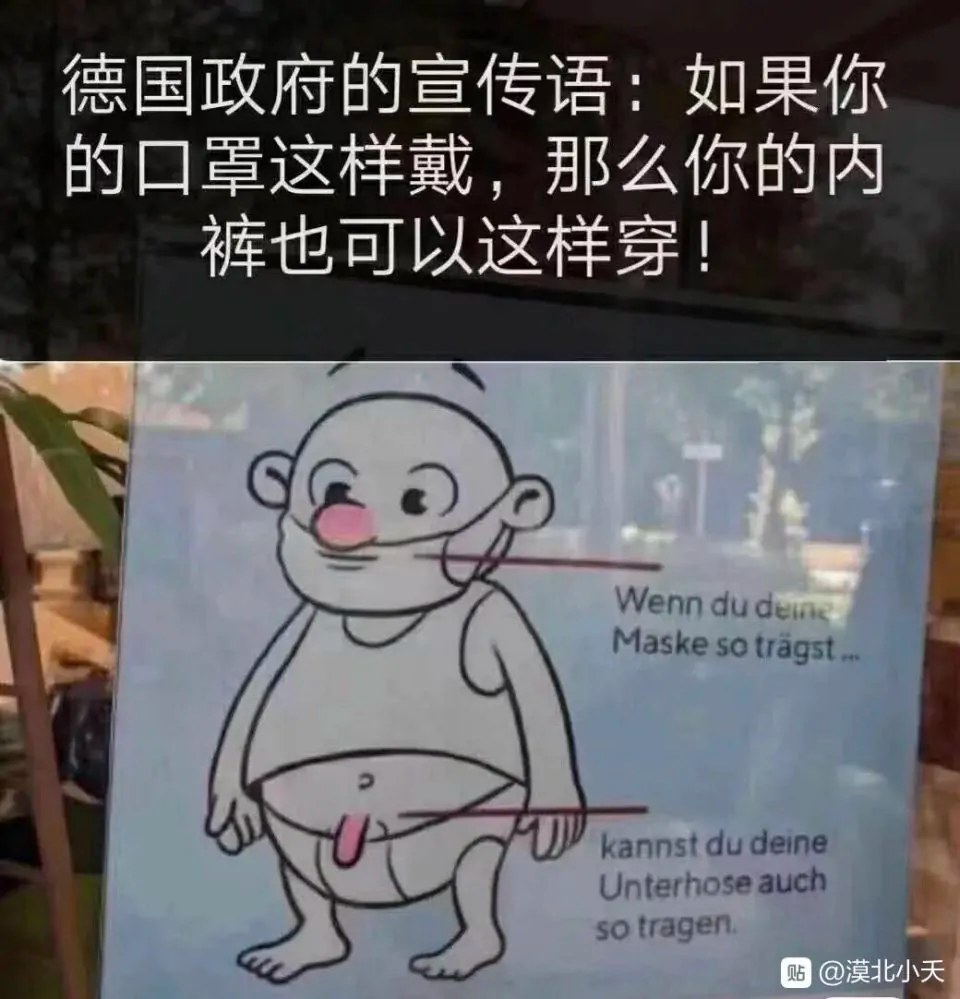 德国政府的宣传语：如果你
的口罩这样戴，那么你的内
裤也可以这样穿！
Wenn du deine
Maske so trägst ...
kannst du deine
Unterhose auch
so tragen.
贴 @漠北小天